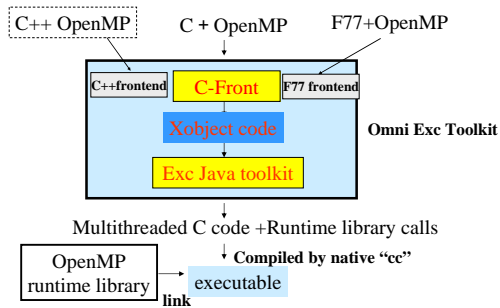 C++ OpenMP
C + OpenMP
F77+OpenMP
C++frontend
C-Front
F77 frontend
Xobject code
Omni Exc Toolkit
Exc Java toolkit
Multithreaded C code +Runtime library calls
Compiled by native “cc”
OpenMP
runtime library
link
executable